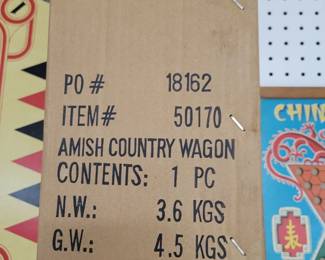 PO # 18162
ITEM# 50170
AMISH COUNTRY WAGON
CONTENTS: 1 PC
N.W.: 3.6 KGS
G.W.: 4.5 KGS
CHIN